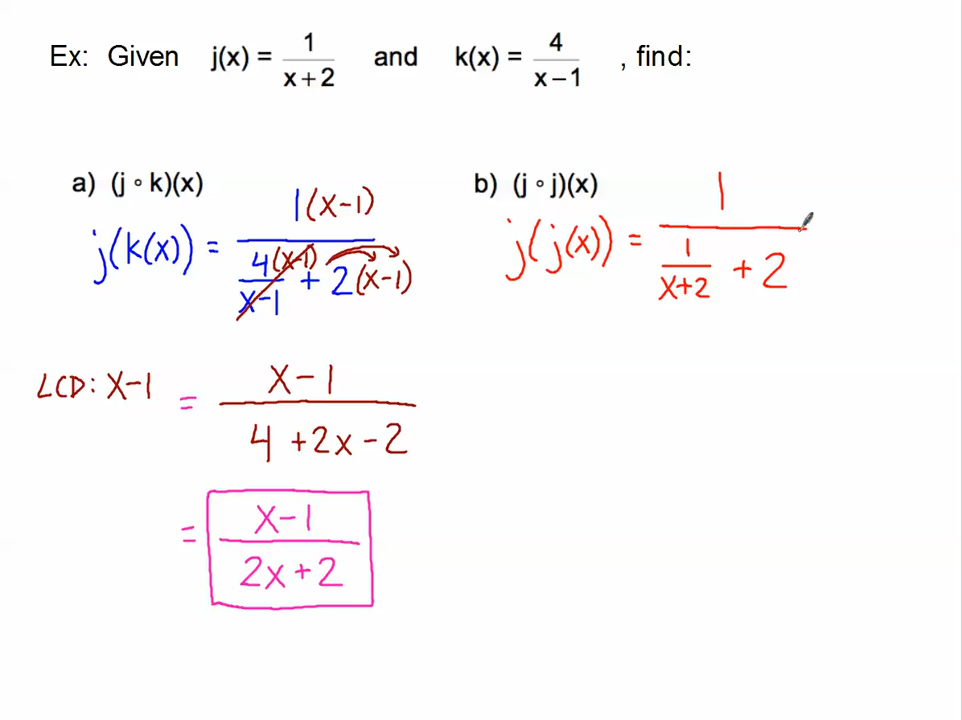 Ex: Given j(x) = 1/(x+2) and k(x) = 4/(x−1) , find:
a) (j ∘ k)(x)
j(k(x)) = 1(x−1)/(4(x−1)/(x−1) + 2(x−1))
LCD: x−1
= (x−1)/(4+2x−2)
= (x−1)/(2x+2)
b) (j ∘ j)(x)
j(j(x)) = 1/(1/(x+2) + 2)